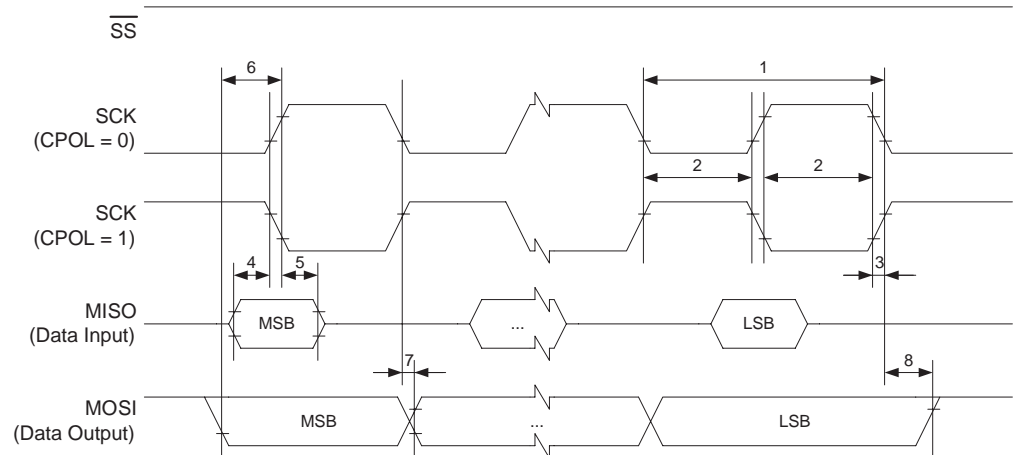 SS
6
1
SCK
(CPOL = 0)
2
2
SCK
(CPOL = 1)
4
5
3
MISO
(Data Input)
MSB
...
LSB
7
8
MOSI
(Data Output)
MSB
...
LSB